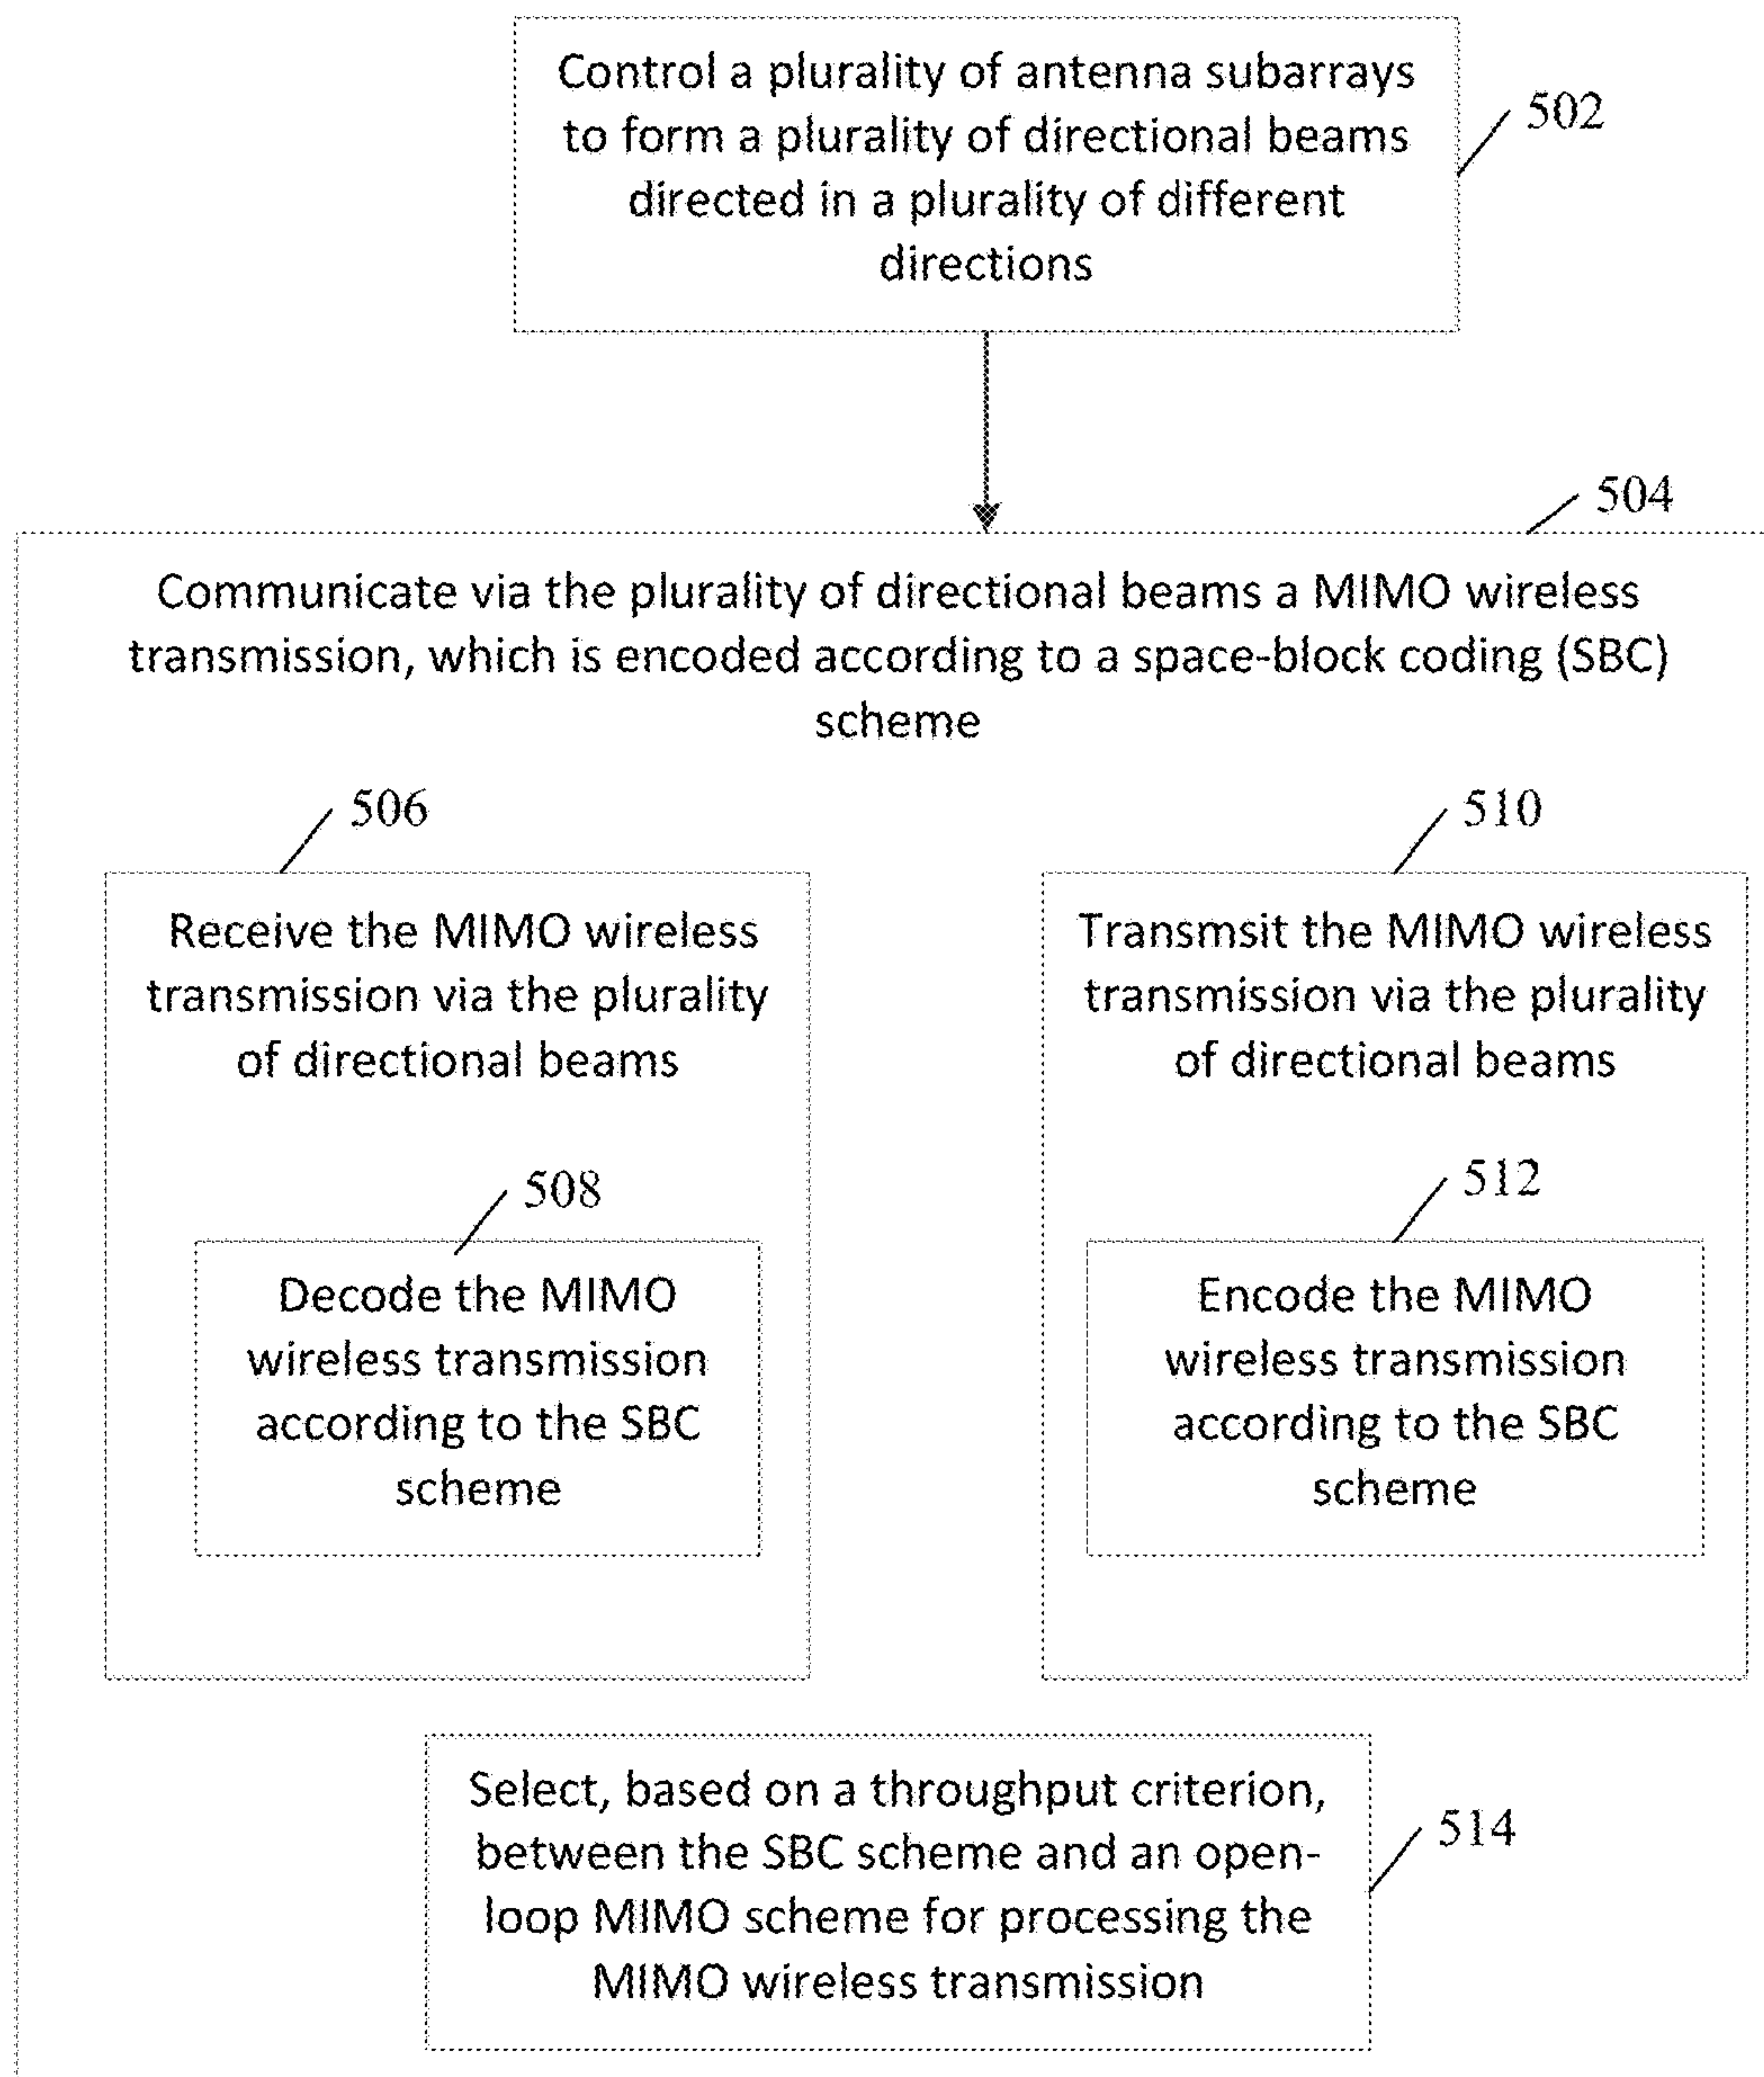 Control a plurality of antenna subarrays
to form a plurality of directional beams
directed in a plurality of different
directions
502
504
Communicate via the plurality of directional beams a MIMO wireless
transmission, which is encoded according to a space-block coding (SBC)
scheme
506
Receive the MIMO wireless
transmission via the plurality
of directional beams
508
Decode the MIMO
wireless transmission
according to the SBC
scheme
510
Transmsit the MIMO wireless
transmission via the plurality
of directional beams
512
Encode the MIMO
wireless transmission
according to the SBC
scheme
Select, based on a throughput criterion,
between the SBC scheme and an open-
loop MIMO scheme for processing the
MIMO wireless transmission
514